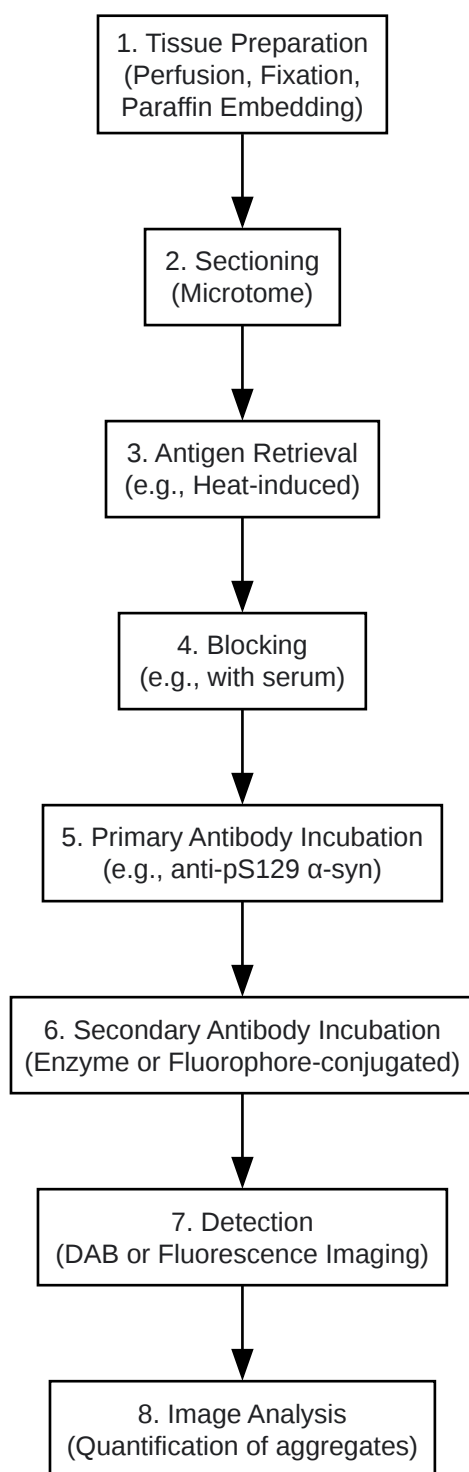 1. Tissue Preparation
(Perfusion, Fixation,
Paraffin Embedding)
2. Sectioning
(Microtome)
3. Antigen Retrieval
(e.g., Heat-induced)
4. Blocking
(e.g., with serum)
5. Primary Antibody Incubation
(e.g., anti-pS129 α-syn)
6. Secondary Antibody Incubation
(Enzyme or Fluorophore-conjugated)
7. Detection
(DAB or Fluorescence Imaging)
8. Image Analysis
(Quantification of aggregates)